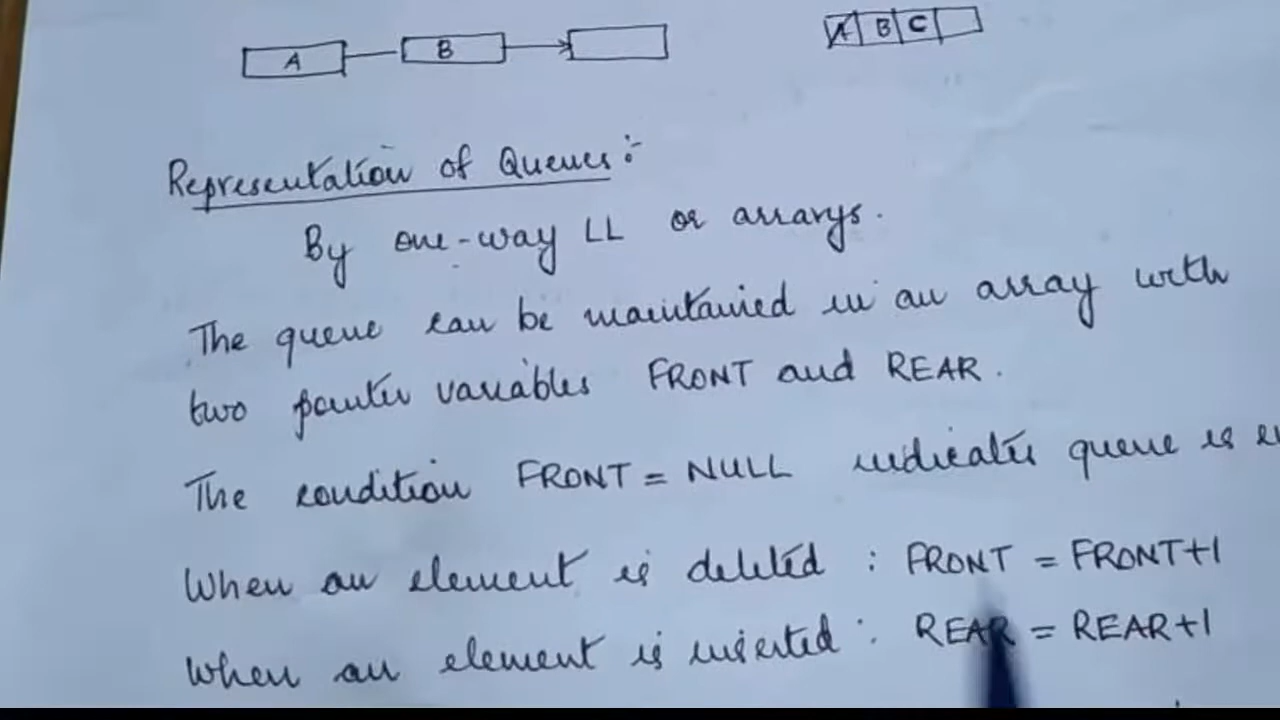 A B
A B C
Representation of Queues :-
By one-way LL or arrarys.
The queue can be maintained in an array with
two pointer variables FRONT and REAR.
The condition FRONT = NULL indicates queue is
When an element is deleted : FRONT = FRONT+1
When an element is inserted : REAR = REAR+1